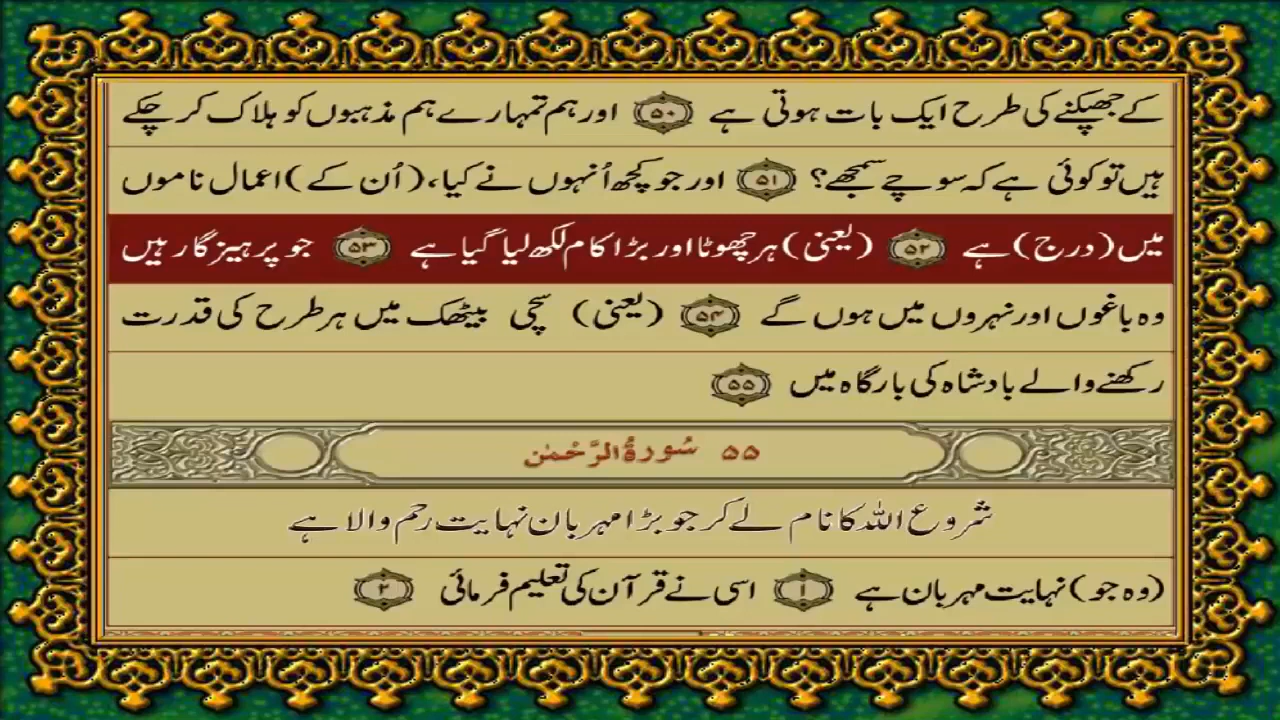 کے جھپکنے کی طرح ایک بات ہوتی ہے ۵۰ اور ہم تمہارے ہم مذہبوں کو ہلاک کر چکے
ہیں تو کوئی ہے کہ سوچے سمجھے؟ ۵۱ اور جو کچھ اُنہوں نے کیا، (اُن کے) اعمال ناموں
میں (درج) ہے ۵۲ (یعنی) ہر چھوٹا اور بڑا کام لکھ لیا گیا ہے ۵۳ جو پرہیزگار ہیں
وہ باغوں اور نہروں میں ہوں گے ۵۴ (یعنی) سچی بیٹھک میں ہر طرح کی قدرت
رکھنے والے بادشاہ کی بارگاہ میں ۵۵
۵۵ سُورۃُ الرَّحْمٰن
شروع اللہ کا نام لے کر جو بڑا مہربان نہایت رحم والا ہے
(وہ جو) نہایت مہربان ہے ۱ اسی نے قرآن کی تعلیم فرمائی ۲